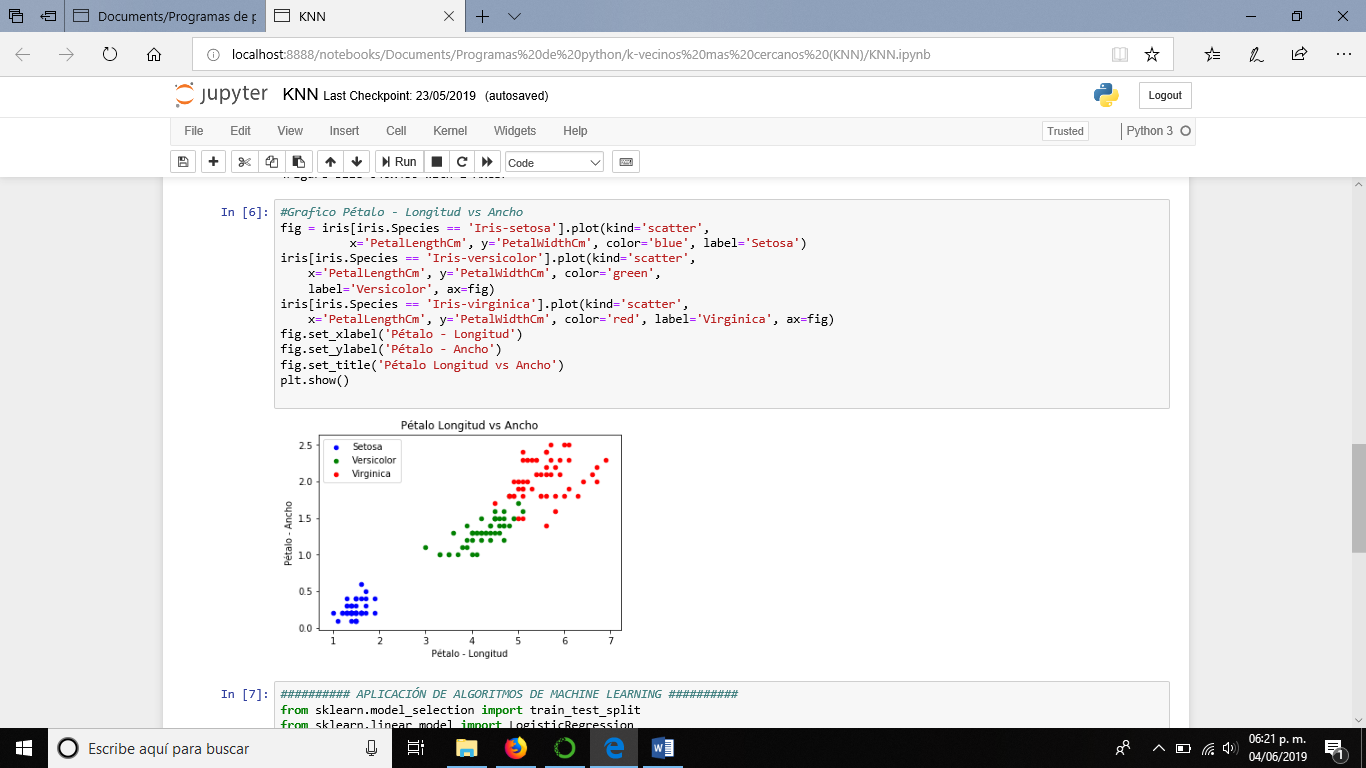 Documents/Programas de p
KNN
localhost:8888/notebooks/Documents/Programas%20de%20python/k-vecinos%20mas%20cercanos%20(KNN)/KNN.ipynb
jupyter KNN Last Checkpoint: 23/05/2019 (autosaved)
Logout
File Edit View Insert Cell Kernel Widgets Help
Trusted
Python 3
Run
Code
In [6]:
#Grafico Pétalo - Longitud vs Ancho
fig = iris[iris.Species == 'Iris-setosa'].plot(kind='scatter',
          x='PetalLengthCm', y='PetalWidthCm', color='blue', label='Setosa')
iris[iris.Species == 'Iris-versicolor'].plot(kind='scatter',
    x='PetalLengthCm', y='PetalWidthCm', color='green',
    label='Versicolor', ax=fig)
iris[iris.Species == 'Iris-virginica'].plot(kind='scatter',
    x='PetalLengthCm', y='PetalWidthCm', color='red', label='Virginica', ax=fig)
fig.set_xlabel('Pétalo - Longitud')
fig.set_ylabel('Pétalo - Ancho')
fig.set_title('Pétalo Longitud vs Ancho')
plt.show()
Pétalo Longitud vs Ancho
Setosa
Versicolor
Virginica
2.5
2.0
1.5
1.0
0.5
0.0
Pétalo - Ancho
1 2 3 4 5 6 7
Pétalo - Longitud
In [7]:
########## APLICACIÓN DE ALGORITMOS DE MACHINE LEARNING ##########
from sklearn.model_selection import train_test_split
from sklearn.linear_model import LogisticRegression
Escribe aquí para buscar
06:21 p. m.
04/06/2019
1